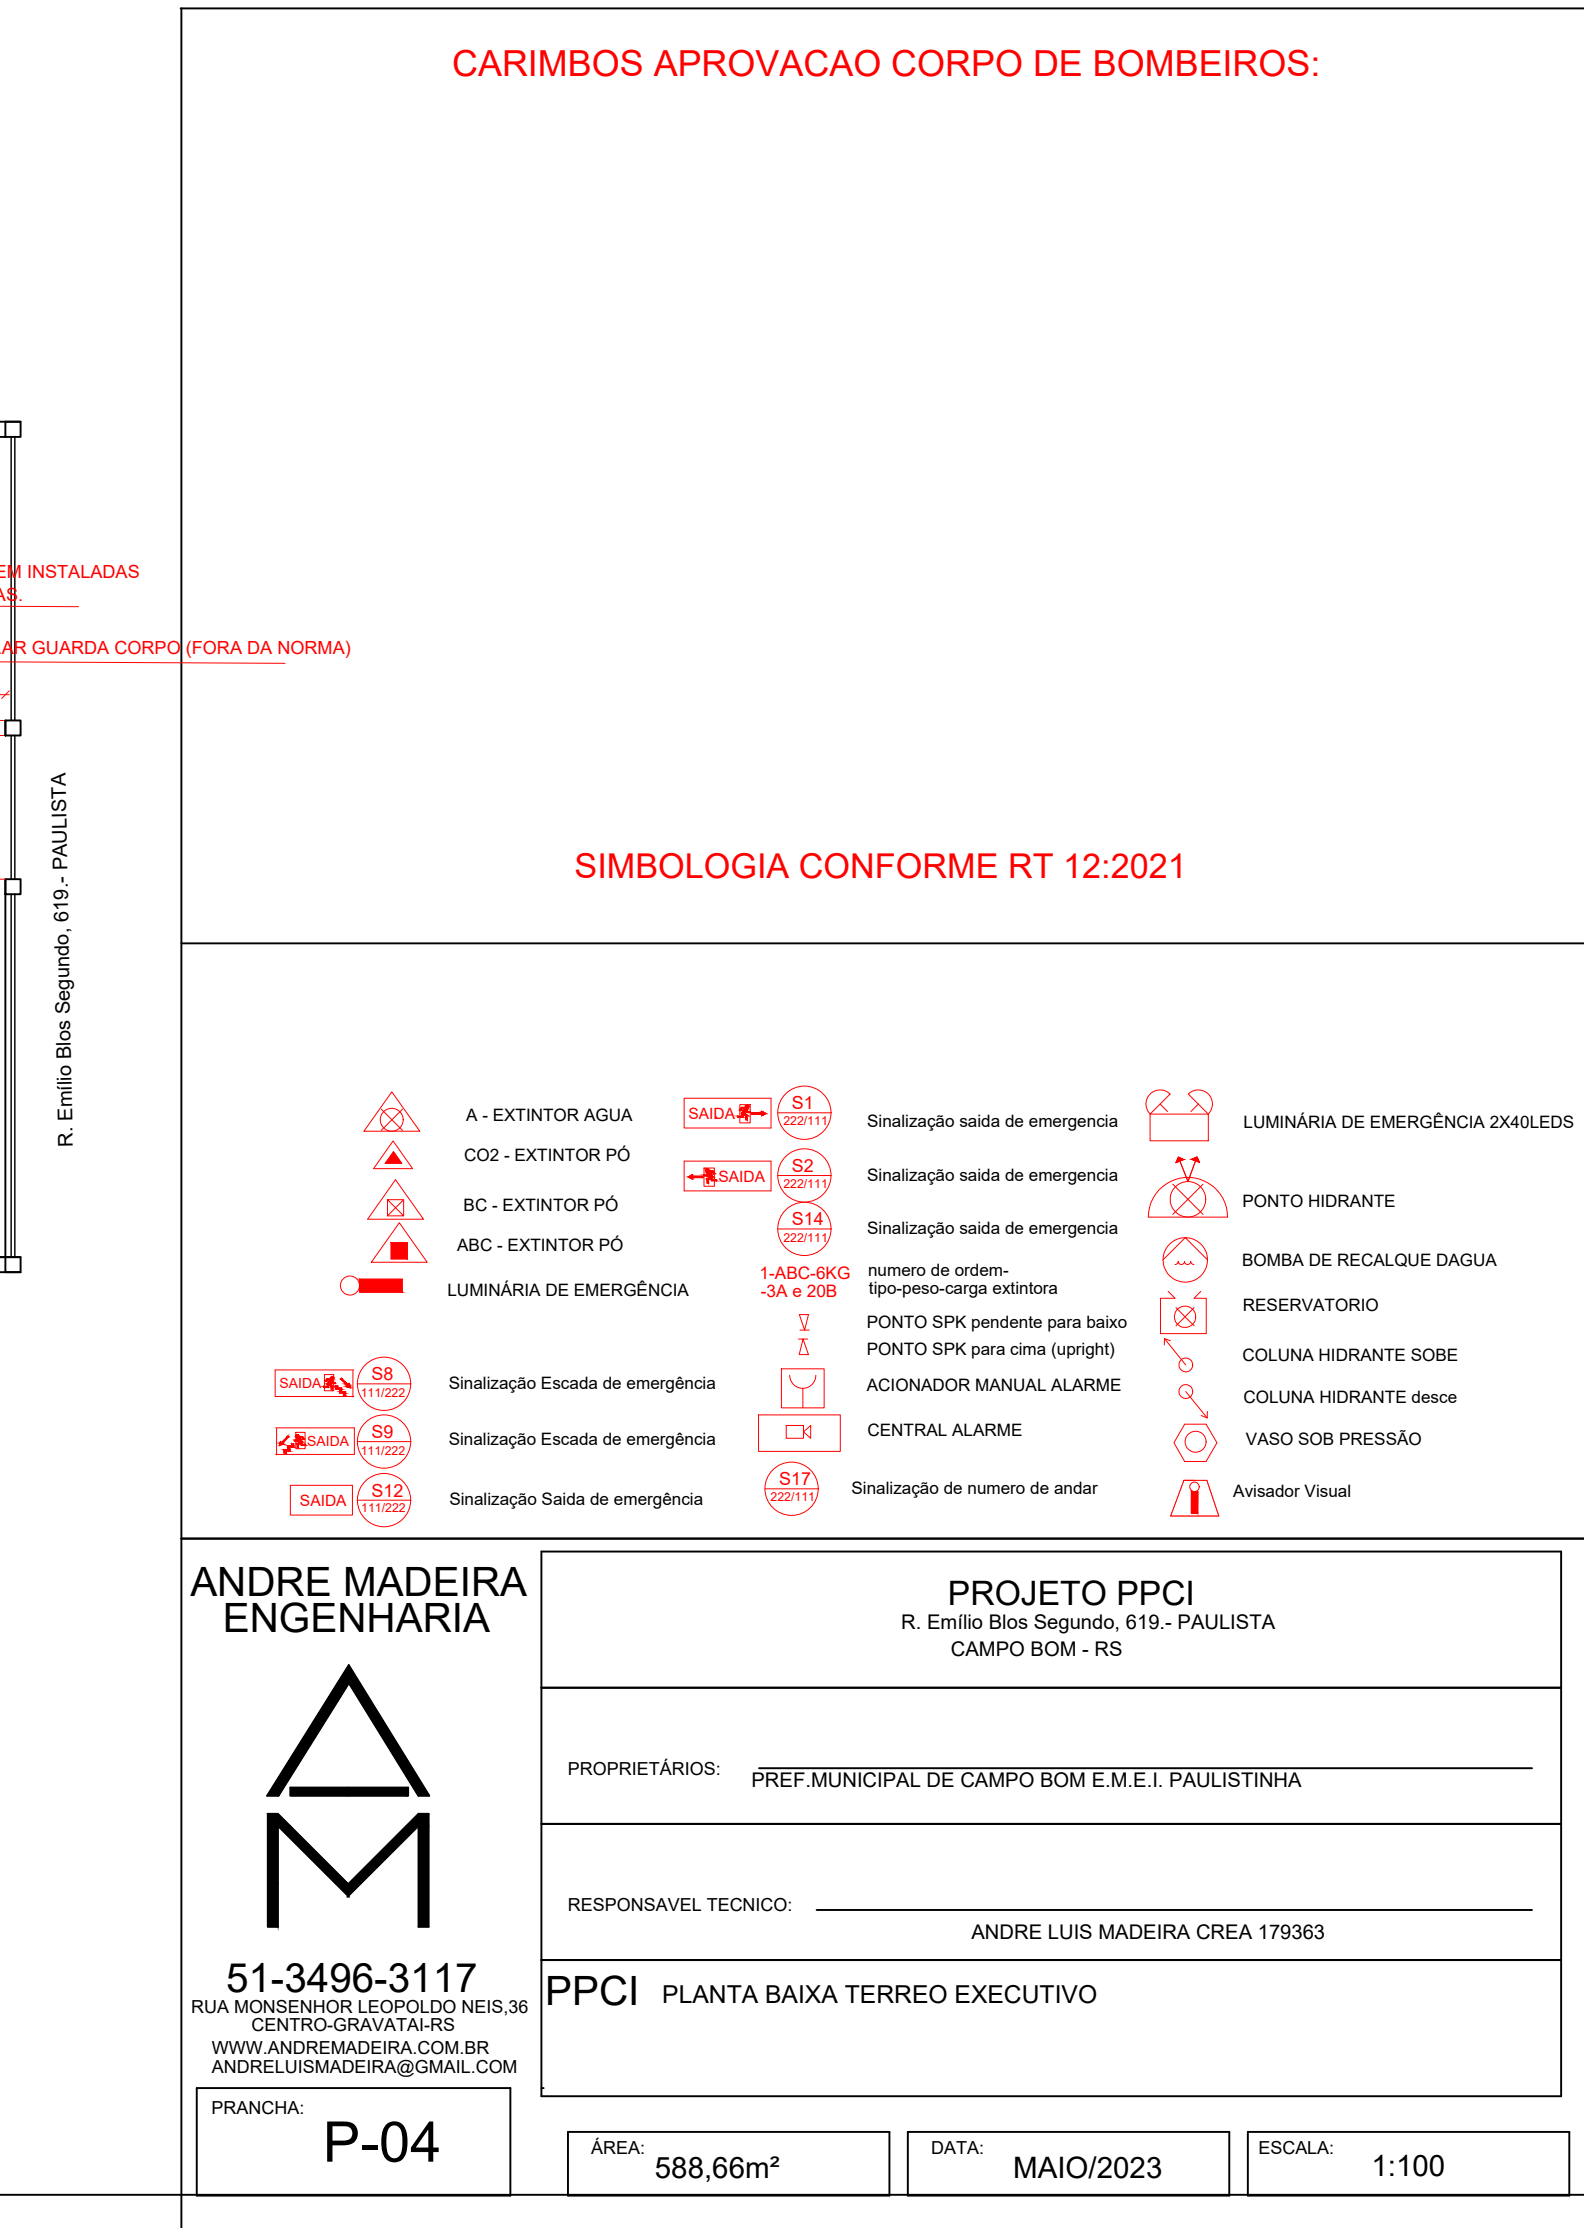 CARIMBOS APROVACAO CORPO DE BOMBEIROS:
EM INSTALADAS
AS.
AR GUARDA CORPO (FORA DA NORMA)
R. Emílio Blos Segundo, 619.- PAULISTA
SIMBOLOGIA CONFORME RT 12:2021
A - EXTINTOR AGUA
CO2 - EXTINTOR PÓ
BC - EXTINTOR PÓ
ABC - EXTINTOR PÓ
LUMINÁRIA DE EMERGÊNCIA
SAIDA S8 111/222 Sinalização Escada de emergência
SAIDA S9 111/222 Sinalização Escada de emergência
SAIDA S12 111/222 Sinalização Saida de emergência
SAIDA S1 222/111 Sinalização saida de emergencia
SAIDA S2 222/111 Sinalização saida de emergencia
S14 222/111 Sinalização saida de emergencia
1-ABC-6KG numero de ordem-
-3A e 20B tipo-peso-carga extintora
PONTO SPK pendente para baixo
PONTO SPK para cima (upright)
ACIONADOR MANUAL ALARME
CENTRAL ALARME
S17 222/111 Sinalização de numero de andar
LUMINÁRIA DE EMERGÊNCIA 2X40LEDS
PONTO HIDRANTE
BOMBA DE RECALQUE DAGUA
RESERVATORIO
COLUNA HIDRANTE SOBE
COLUNA HIDRANTE desce
VASO SOB PRESSÃO
Avisador Visual
ANDRE MADEIRA
ENGENHARIA
AM
51-3496-3117
RUA MONSENHOR LEOPOLDO NEIS,36
CENTRO-GRAVATAI-RS
WWW.ANDREMADEIRA.COM.BR
ANDRELUISMADEIRA@GMAIL.COM
PRANCHA:
P-04
PROJETO PPCI
R. Emílio Blos Segundo, 619.- PAULISTA
CAMPO BOM - RS
PROPRIETÁRIOS:
PREF.MUNICIPAL DE CAMPO BOM E.M.E.I. PAULISTINHA
RESPONSAVEL TECNICO:
ANDRE LUIS MADEIRA CREA 179363
PPCI PLANTA BAIXA TERREO EXECUTIVO
ÁREA: 588,66m²
DATA: MAIO/2023
ESCALA: 1:100